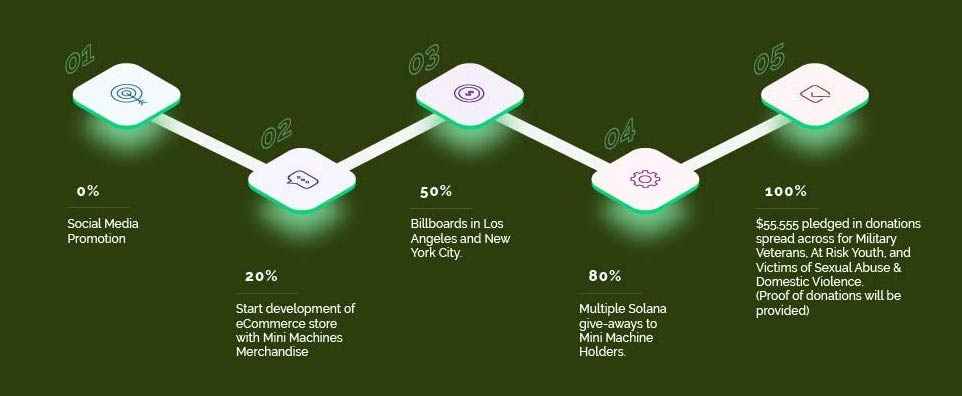 01
0%
Social Media
Promotion
02
20%
Start development of
eCommerce store
with Mini Machines
Merchandise
03
50%
Billboards in Los
Angeles and New
York City.
04
80%
Multiple Solana
give-aways to
Mini Machine
Holders.
05
100%
$55,555 pledged in donations
spread across for Military
Veterans, At Risk Youth, and
Victims of Sexual Abuse &
Domestic Violence.
(Proof of donations will be
provided)